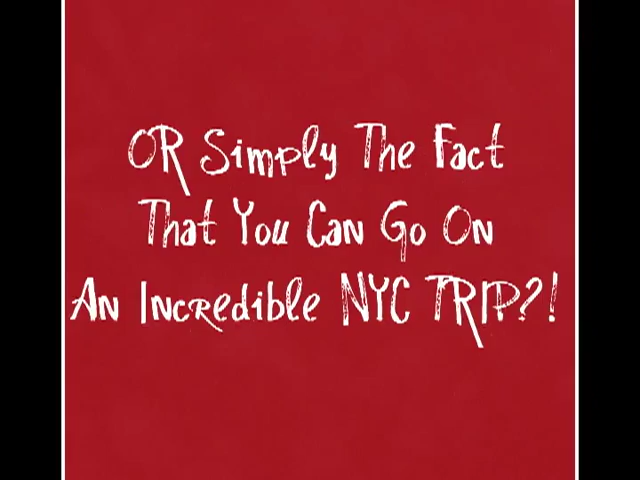 OR Simply The Fact
That You Can Go On
An Incredible NYC TRIP?!